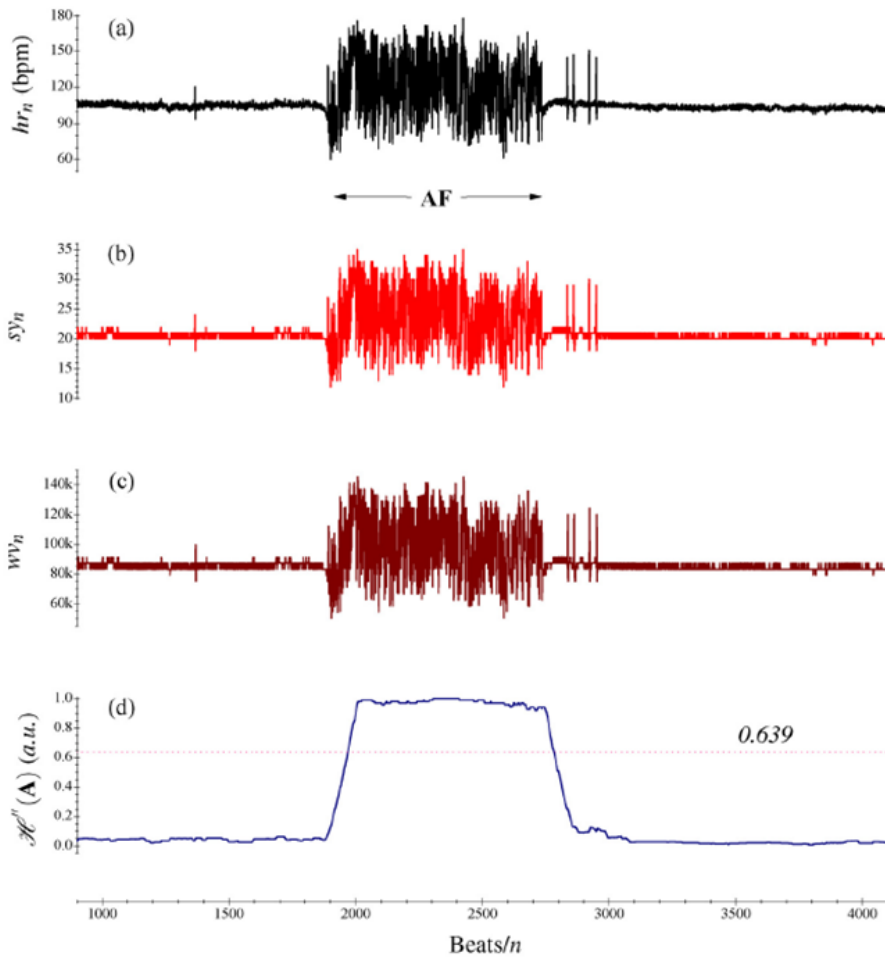 (a)
180
150
120
90
60
hrₙ (bpm)
AF
(b)
35
30
25
20
15
10
syₙ
(c)
140k
120k
100k
80k
60k
wvₙ
(d)
1.0
0.8
0.6
0.4
0.2
0.0
ℋ″(A) (a.u.)
0.639
1000 1500 2000 2500 3000 3500 4000
Beats/n